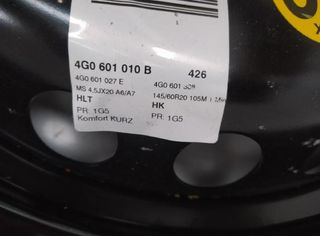 4G0 601 010 B 426
4G0 601 027 E 4G0 601
MS 4,5JX20 A6/A7 145/60R20 105M
HLT HK
PR: 1G5 PR: 1G5
Komfort KURZ